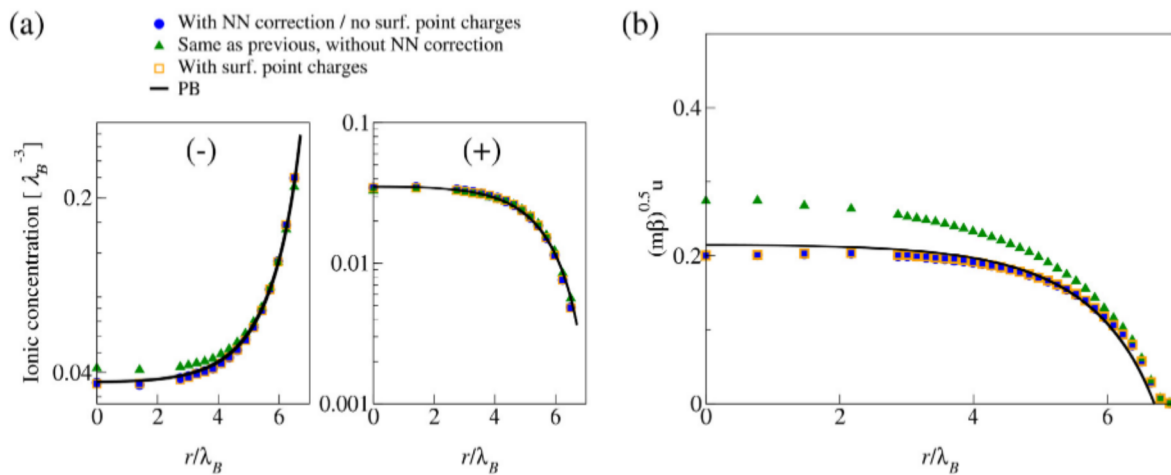 (a)
With NN correction / no surf. point charges
Same as previous, without NN correction
With surf. point charges
PB
Ionic concentration [ λ_B^-3]
(-)
0.2
0.04
0 2 4 6
r/λ_B
(+)
0.1
0.01
0.001
0 2 4 6
r/λ_B
(b)
(mβ)^0.5 u
0.4
0.2
0
0 2 4 6
r/λ_B